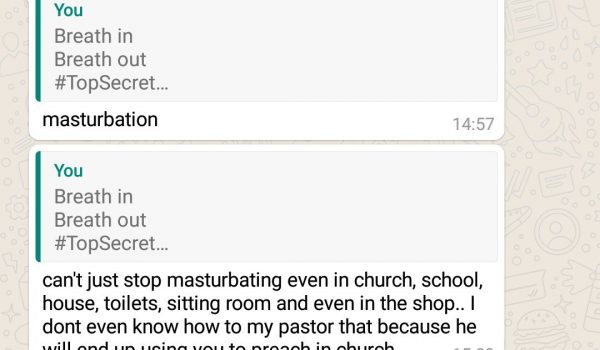 You
Breath in
Breath out
#TopSecret...
masturbation
14:57
You
Breath in
Breath out
#TopSecret...
can't just stop masturbating even in church, school,
house, toilets, sitting room and even in the shop.. I
dont even know how to my pastor that because he
will end up using you to preach in church